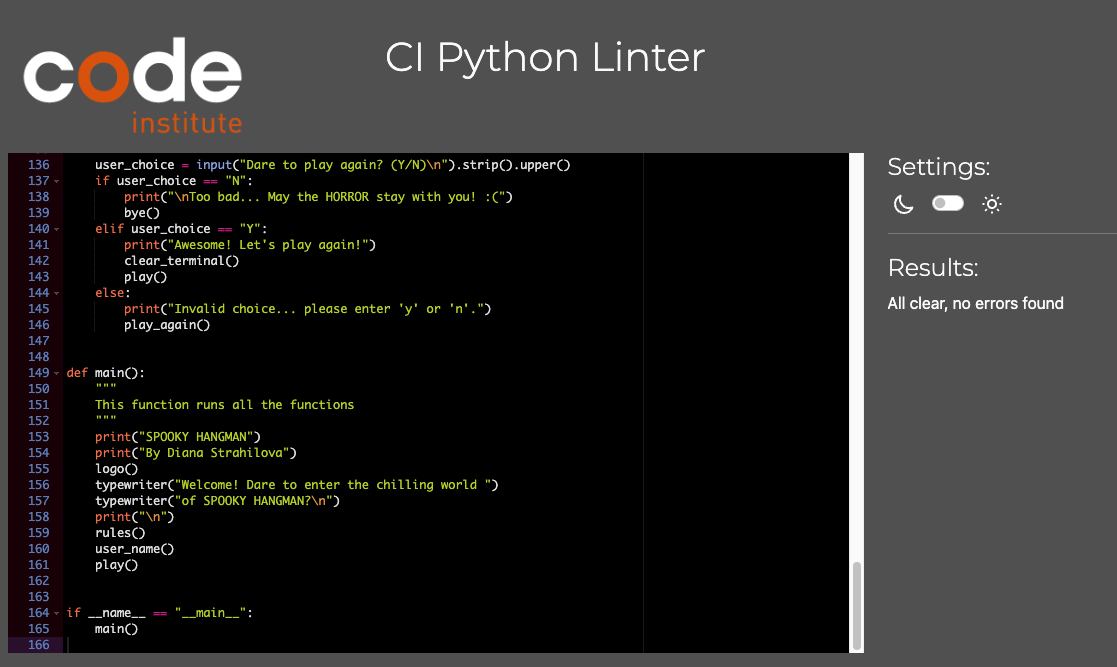 code
institute
CI Python Linter
136 user_choice = input("Dare to play again? (Y/N)\n").strip().upper()
137 if user_choice == "N":
138 print("\nToo bad... May the HORROR stay with you! :(")
139 bye()
140 elif user_choice == "Y":
141 print("Awesome! Let's play again!")
142 clear_terminal()
143 play()
144 else:
145 print("Invalid choice... please enter 'y' or 'n'.")
146 play_again()
147
148
149 def main():
150 """
151 This function runs all the functions
152 """
153 print("SPOOKY HANGMAN")
154 print("By Diana Strahilova")
155 logo()
156 typewriter("Welcome! Dare to enter the chilling world ")
157 typewriter("of SPOOKY HANGMAN?\n")
158 print("\n")
159 rules()
160 user_name()
161 play()
162
163
164 if __name__ == "__main__":
165 main()
166
Settings:
Results:
All clear, no errors found